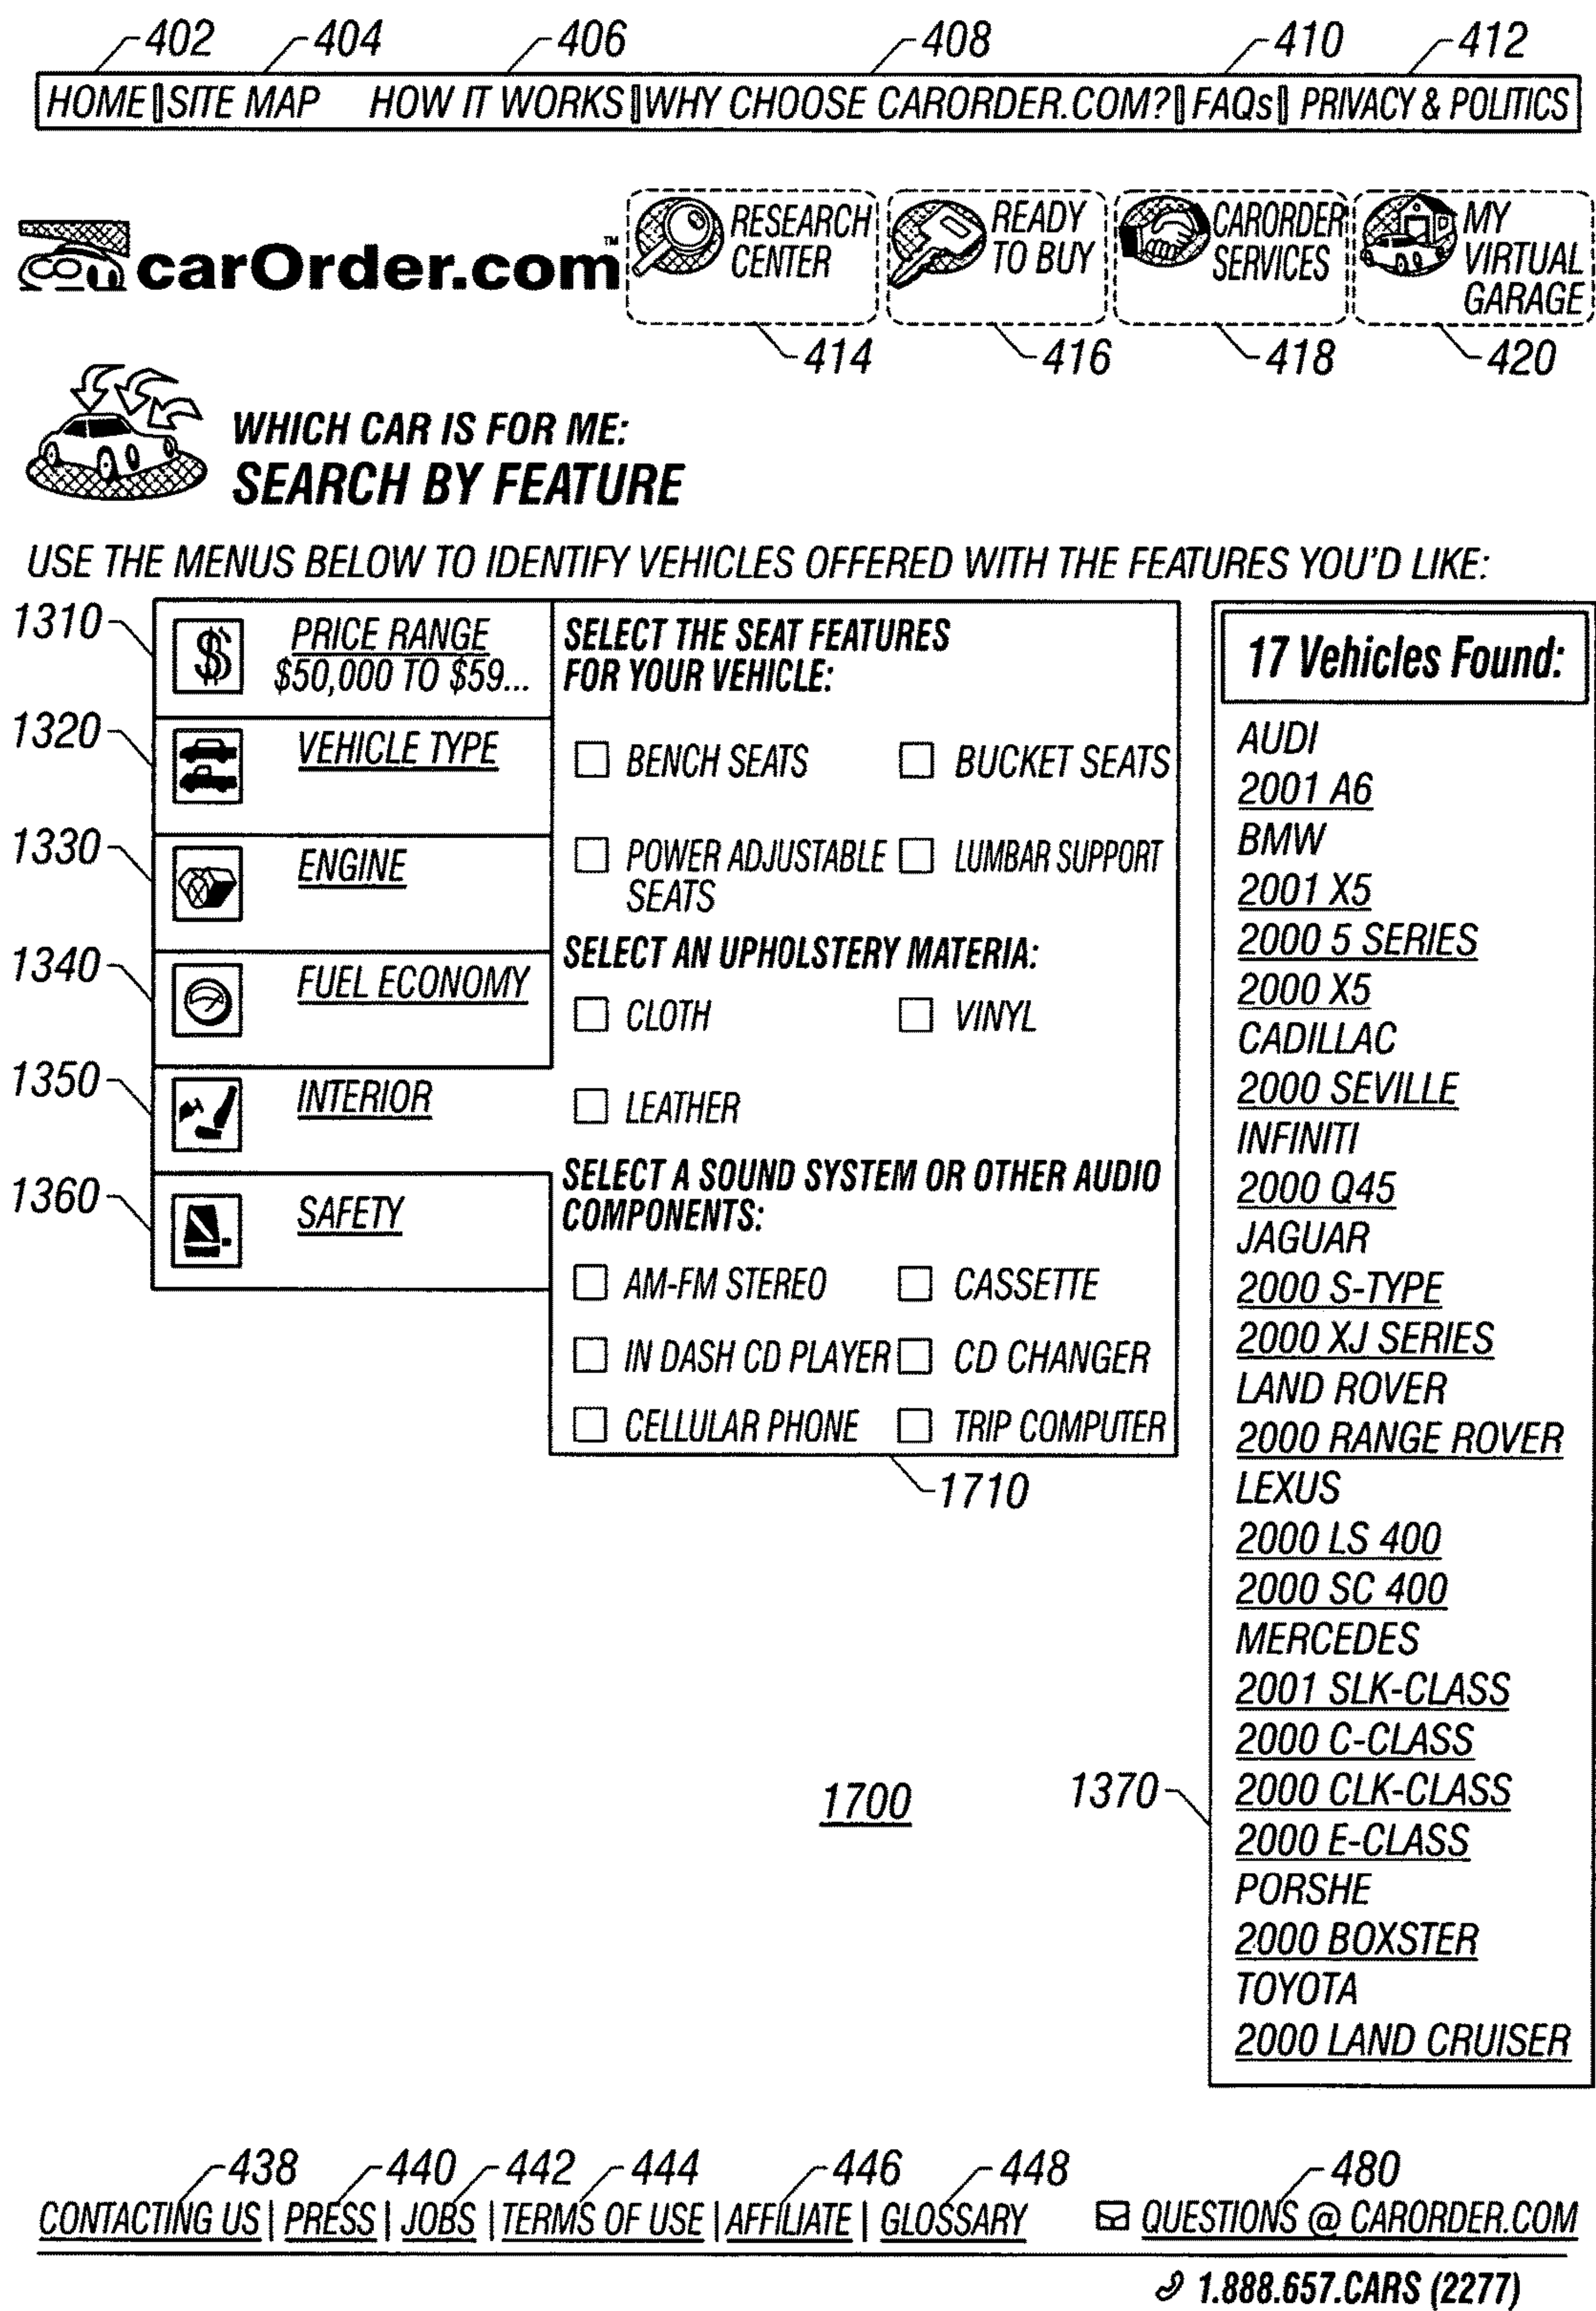 402 404 406 408 410 412
HOME SITE MAP HOW IT WORKS WHY CHOOSE CARORDER.COM? FAQs PRIVACY & POLITICS
carOrder.com™
RESEARCH CENTER
READY TO BUY
CARORDER SERVICES
MY VIRTUAL GARAGE
414 416 418 420
WHICH CAR IS FOR ME:
SEARCH BY FEATURE
USE THE MENUS BELOW TO IDENTIFY VEHICLES OFFERED WITH THE FEATURES YOU'D LIKE:
1310
$ PRICE RANGE
$50,000 TO $59...
1320
VEHICLE TYPE
1330
ENGINE
1340
FUEL ECONOMY
1350
INTERIOR
1360
SAFETY
SELECT THE SEAT FEATURES
FOR YOUR VEHICLE:
BENCH SEATS BUCKET SEATS
POWER ADJUSTABLE SEATS LUMBAR SUPPORT
SELECT AN UPHOLSTERY MATERIA:
CLOTH VINYL
LEATHER
SELECT A SOUND SYSTEM OR OTHER AUDIO
COMPONENTS:
AM-FM STEREO CASSETTE
IN DASH CD PLAYER CD CHANGER
CELLULAR PHONE TRIP COMPUTER
1710
17 Vehicles Found:
AUDI
2001 A6
BMW
2001 X5
2000 5 SERIES
2000 X5
CADILLAC
2000 SEVILLE
INFINITI
2000 Q45
JAGUAR
2000 S-TYPE
2000 XJ SERIES
LAND ROVER
2000 RANGE ROVER
LEXUS
2000 LS 400
2000 SC 400
MERCEDES
2001 SLK-CLASS
2000 C-CLASS
2000 CLK-CLASS
2000 E-CLASS
PORSHE
2000 BOXSTER
TOYOTA
2000 LAND CRUISER
1370
1700
438 440 442 444 446 448 480
CONTACTING US | PRESS | JOBS | TERMS OF USE | AFFILIATE | GLOSSARY QUESTIONS @ CARORDER.COM
1.888.657.CARS (2277)